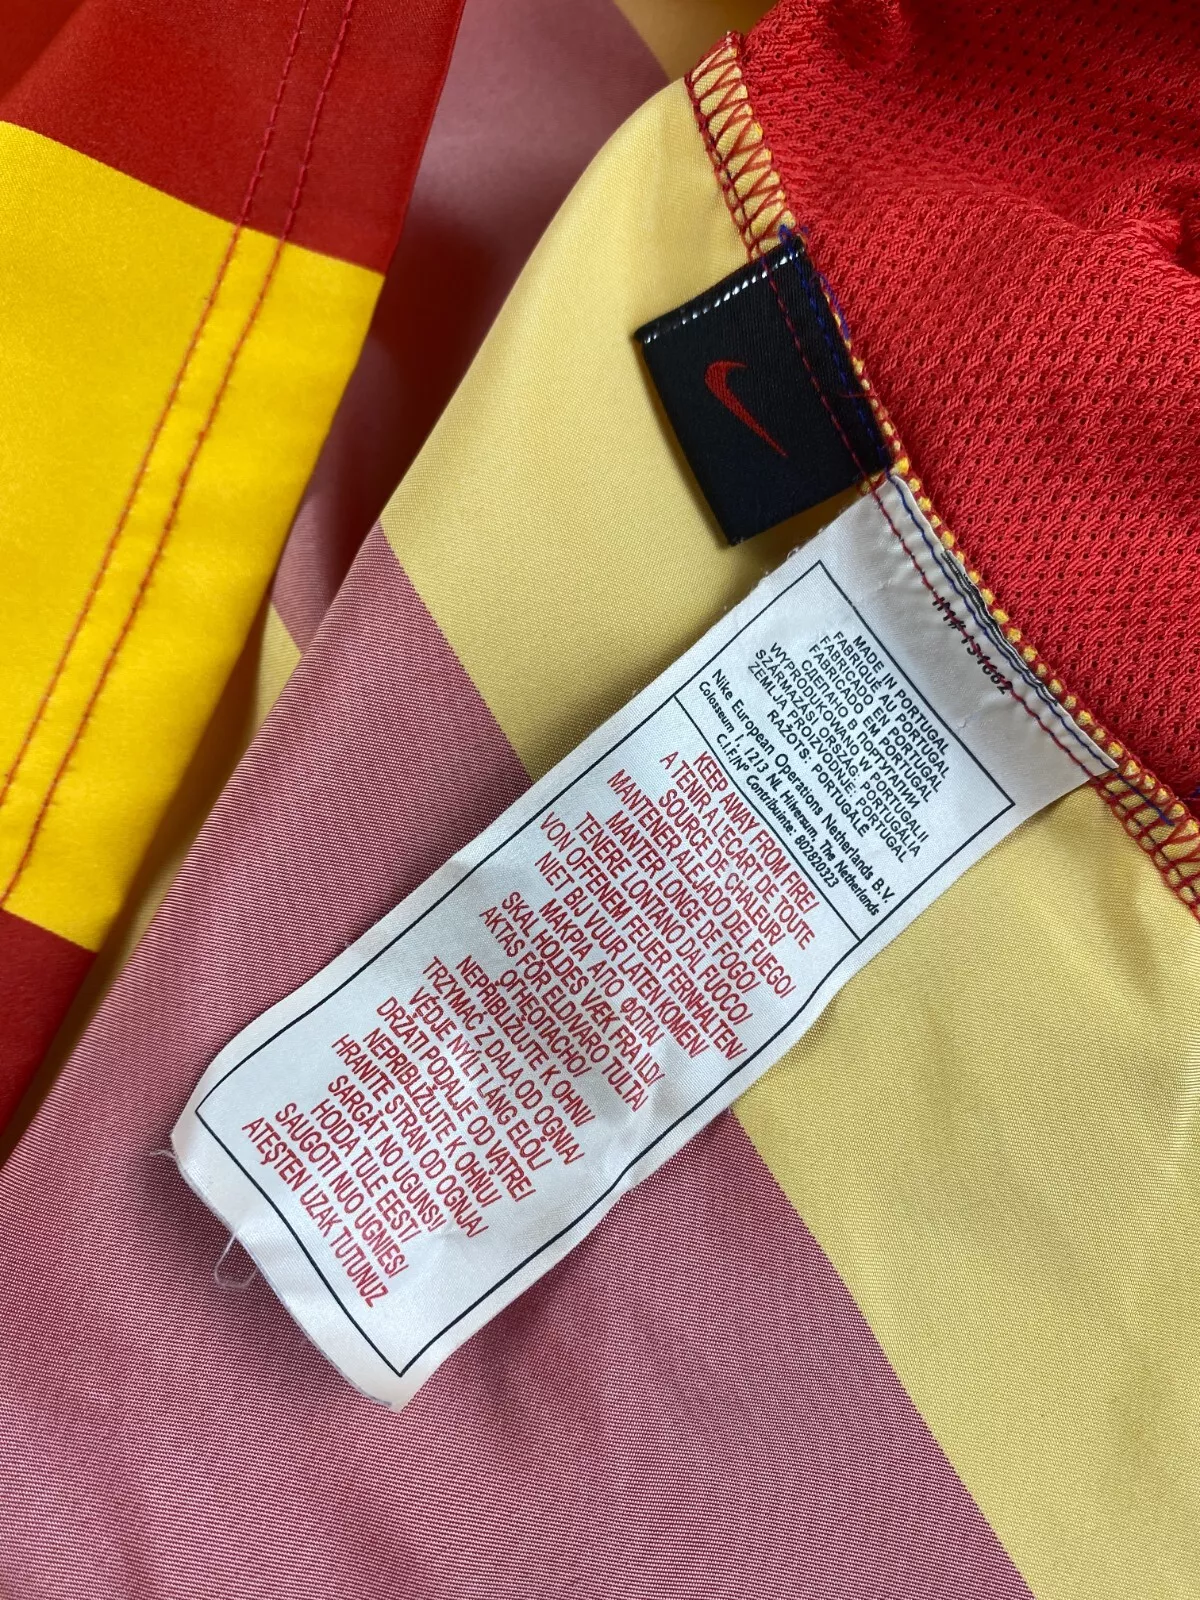 MADE IN PORTUGAL
FABRIQUÉ AU PORTUGAL
FABRICADO EN PORTUGAL
FABRICADO EM PORTUGAL
СДЕЛАНО В ПОРТУГАЛИИ
WYPRODUKOWANO W PORTUGALII
SZÁRMAZÁSI ORSZÁG: PORTUGÁLIA
ZEMLJA PROIZVODNJE: PORTUGAL
RAŽOTS: PORTUGALĖ
Nike European Operations Netherlands B.V.
Colosseum 1, 1213 NL Hilversum, The Netherlands
C.I.F/Nº Contribuinte: 802820323
KEEP AWAY FROM FIRE/
A TENIR À L'ECART DE TOUTE
SOURCE DE CHALEUR/
MANTENER ALEJADO DEL FUEGO/
MANTER LONGE DE FOGO/
TENERE LONTANO DAL FUOCO/
VON OFFENEM FEUER FERNHALTEN/
NIET BIJ VUUR LATEN KOMEN/
ΜΑΚΡΙΑ ΑΠΟ ΦΩΤΙΑ/
SKAL HOLDES VÆK FRA ILD/
AKTAS FÖR ELD/VARO TULTA/
ОГНЕОПАСНО/
NEPŘIBLIŽUJTE K OHNI/
TRZYMAĆ Z DALA OD OGNIA/
VÉDJE NYÍLT LÁNG ELŐL/
DRŽATI PODALJE OD VATRE/
NEPRIBLIŽUJTE K OHŇU/
HRANITE STRAN OD OGNJA/
SARGĀT NO UGUNS/
HOIDA TULE EEST/
SAUGOTI NUO UGNIES/
ATEŞTEN UZAK TUTUNUZ